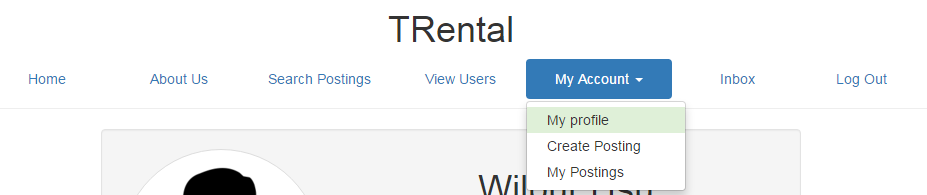 TRental
Home About Us Search Postings View Users My Account Inbox Log Out
My profile
Create Posting
My Postings